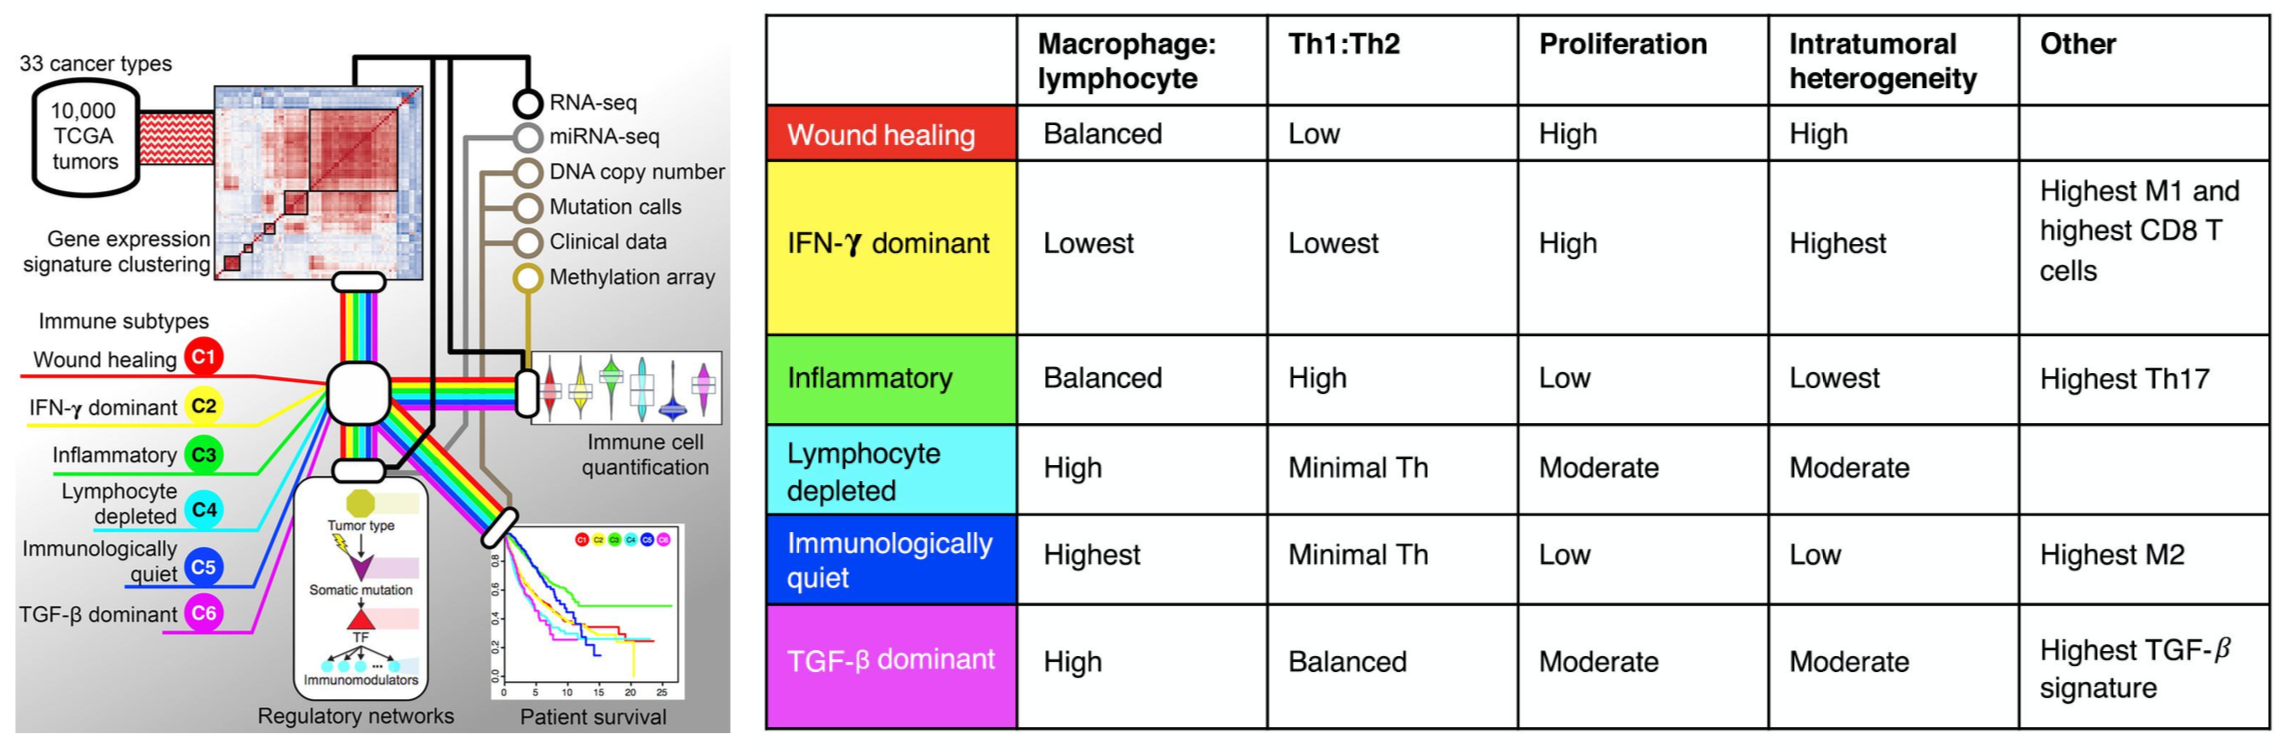 33 cancer types
10,000
TCGA
tumors
Gene expression
signature clustering
RNA-seq
miRNA-seq
DNA copy number
Mutation calls
Clinical data
Methylation array
Immune subtypes
Wound healing C1
IFN-γ dominant C2
Inflammatory C3
Lymphocyte
depleted C4
Immunologically
quiet C5
TGF-β dominant C6
Immune cell
quantification
Tumor type
Somatic mutation
TF
...
Immunomodulators
Regulatory networks
C1 C2 C3 C4 C5 C6
0.8
0.6
0.4
0.2
0.0
0 5 10 15 20 25
Patient survival
Macrophage:
lymphocyte
Th1:Th2
Proliferation
Intratumoral
heterogeneity
Other
Wound healing
Balanced
Low
High
High
IFN-γ dominant
Lowest
Lowest
High
Highest
Highest M1 and
highest CD8 T
cells
Inflammatory
Balanced
High
Low
Lowest
Highest Th17
Lymphocyte
depleted
High
Minimal Th
Moderate
Moderate
Immunologically
quiet
Highest
Minimal Th
Low
Low
Highest M2
TGF-β dominant
High
Balanced
Moderate
Moderate
Highest TGF-β
signature